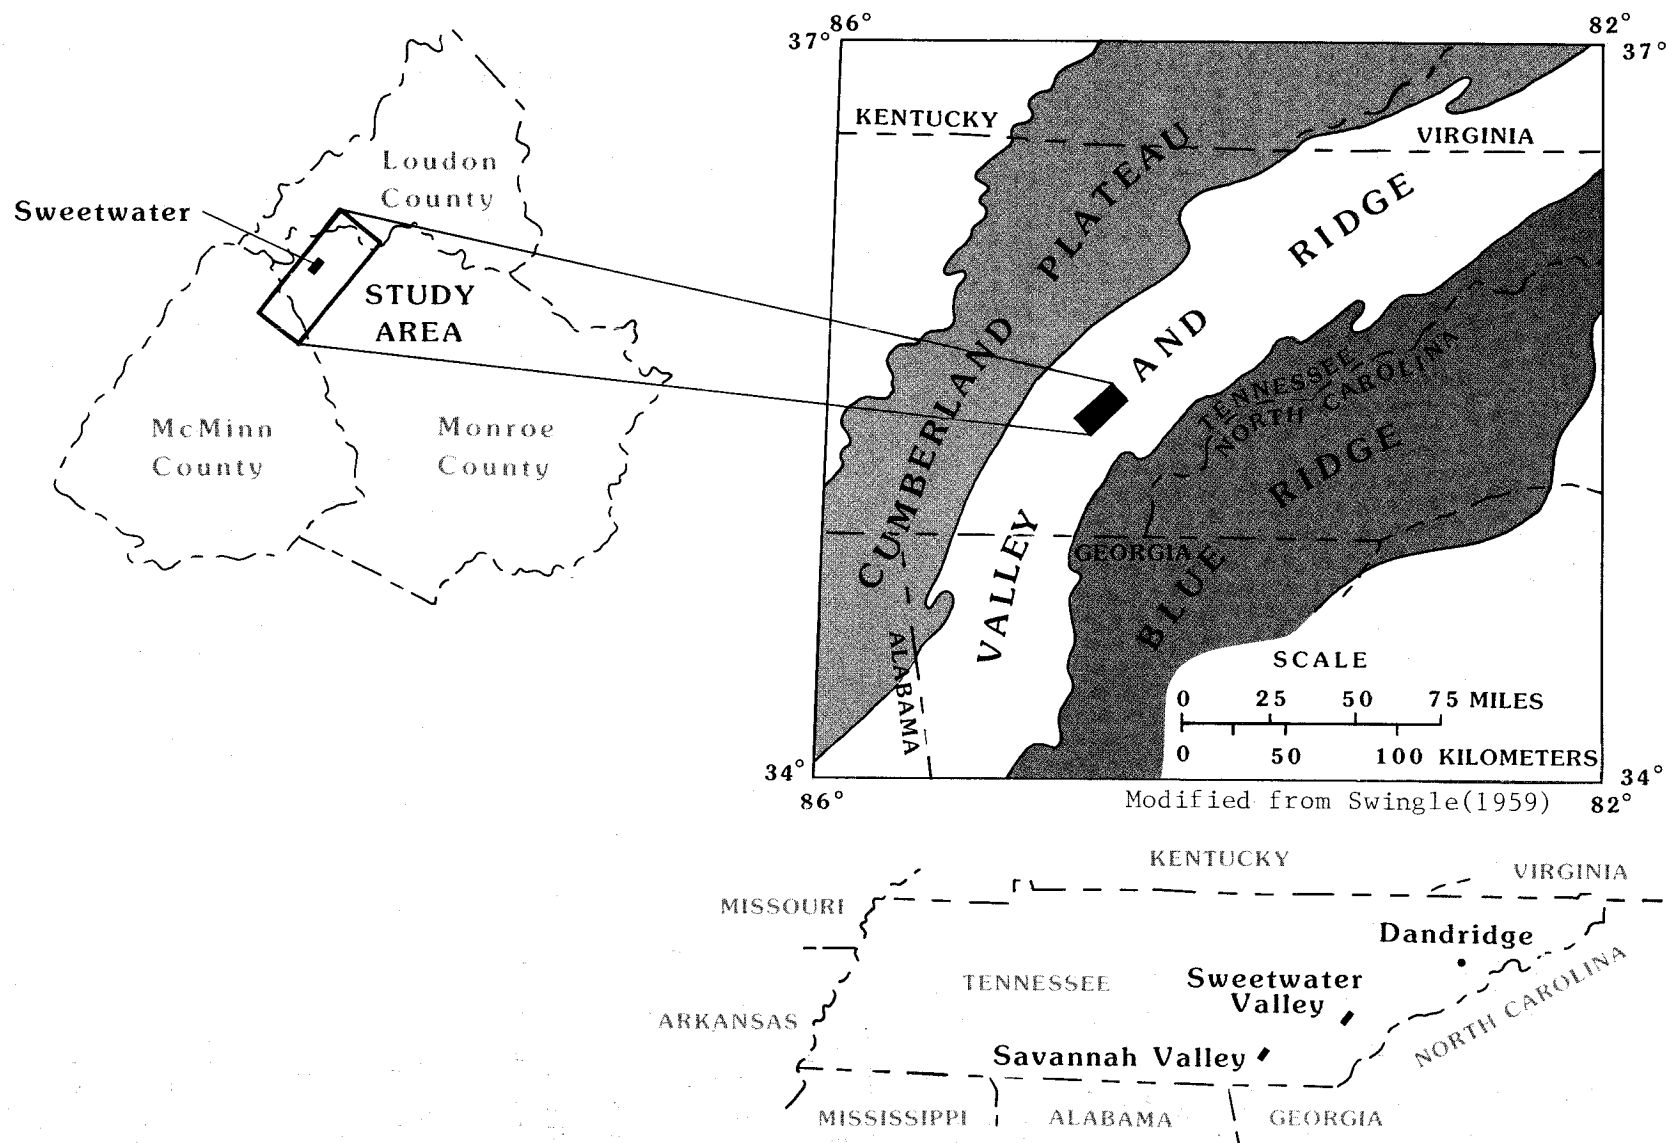 Loudon
County
Sweetwater
STUDY
AREA
McMinn
County
Monroe
County
86°
82°
37°
37°
KENTUCKY
VIRGINIA
CUMBERLAND PLATEAU
VALLEY AND RIDGE
TENNESSEE
NORTH CAROLINA
BLUE RIDGE
GEORGIA
ALABAMA
SCALE
0 25 50 75 MILES
0 50 100 KILOMETERS
34°
34°
86°
82°
Modified from Swingle(1959)
KENTUCKY
VIRGINIA
MISSOURI
Dandridge
TENNESSEE
Sweetwater
Valley
ARKANSAS
NORTH CAROLINA
Savannah Valley
MISSISSIPPI
ALABAMA
GEORGIA